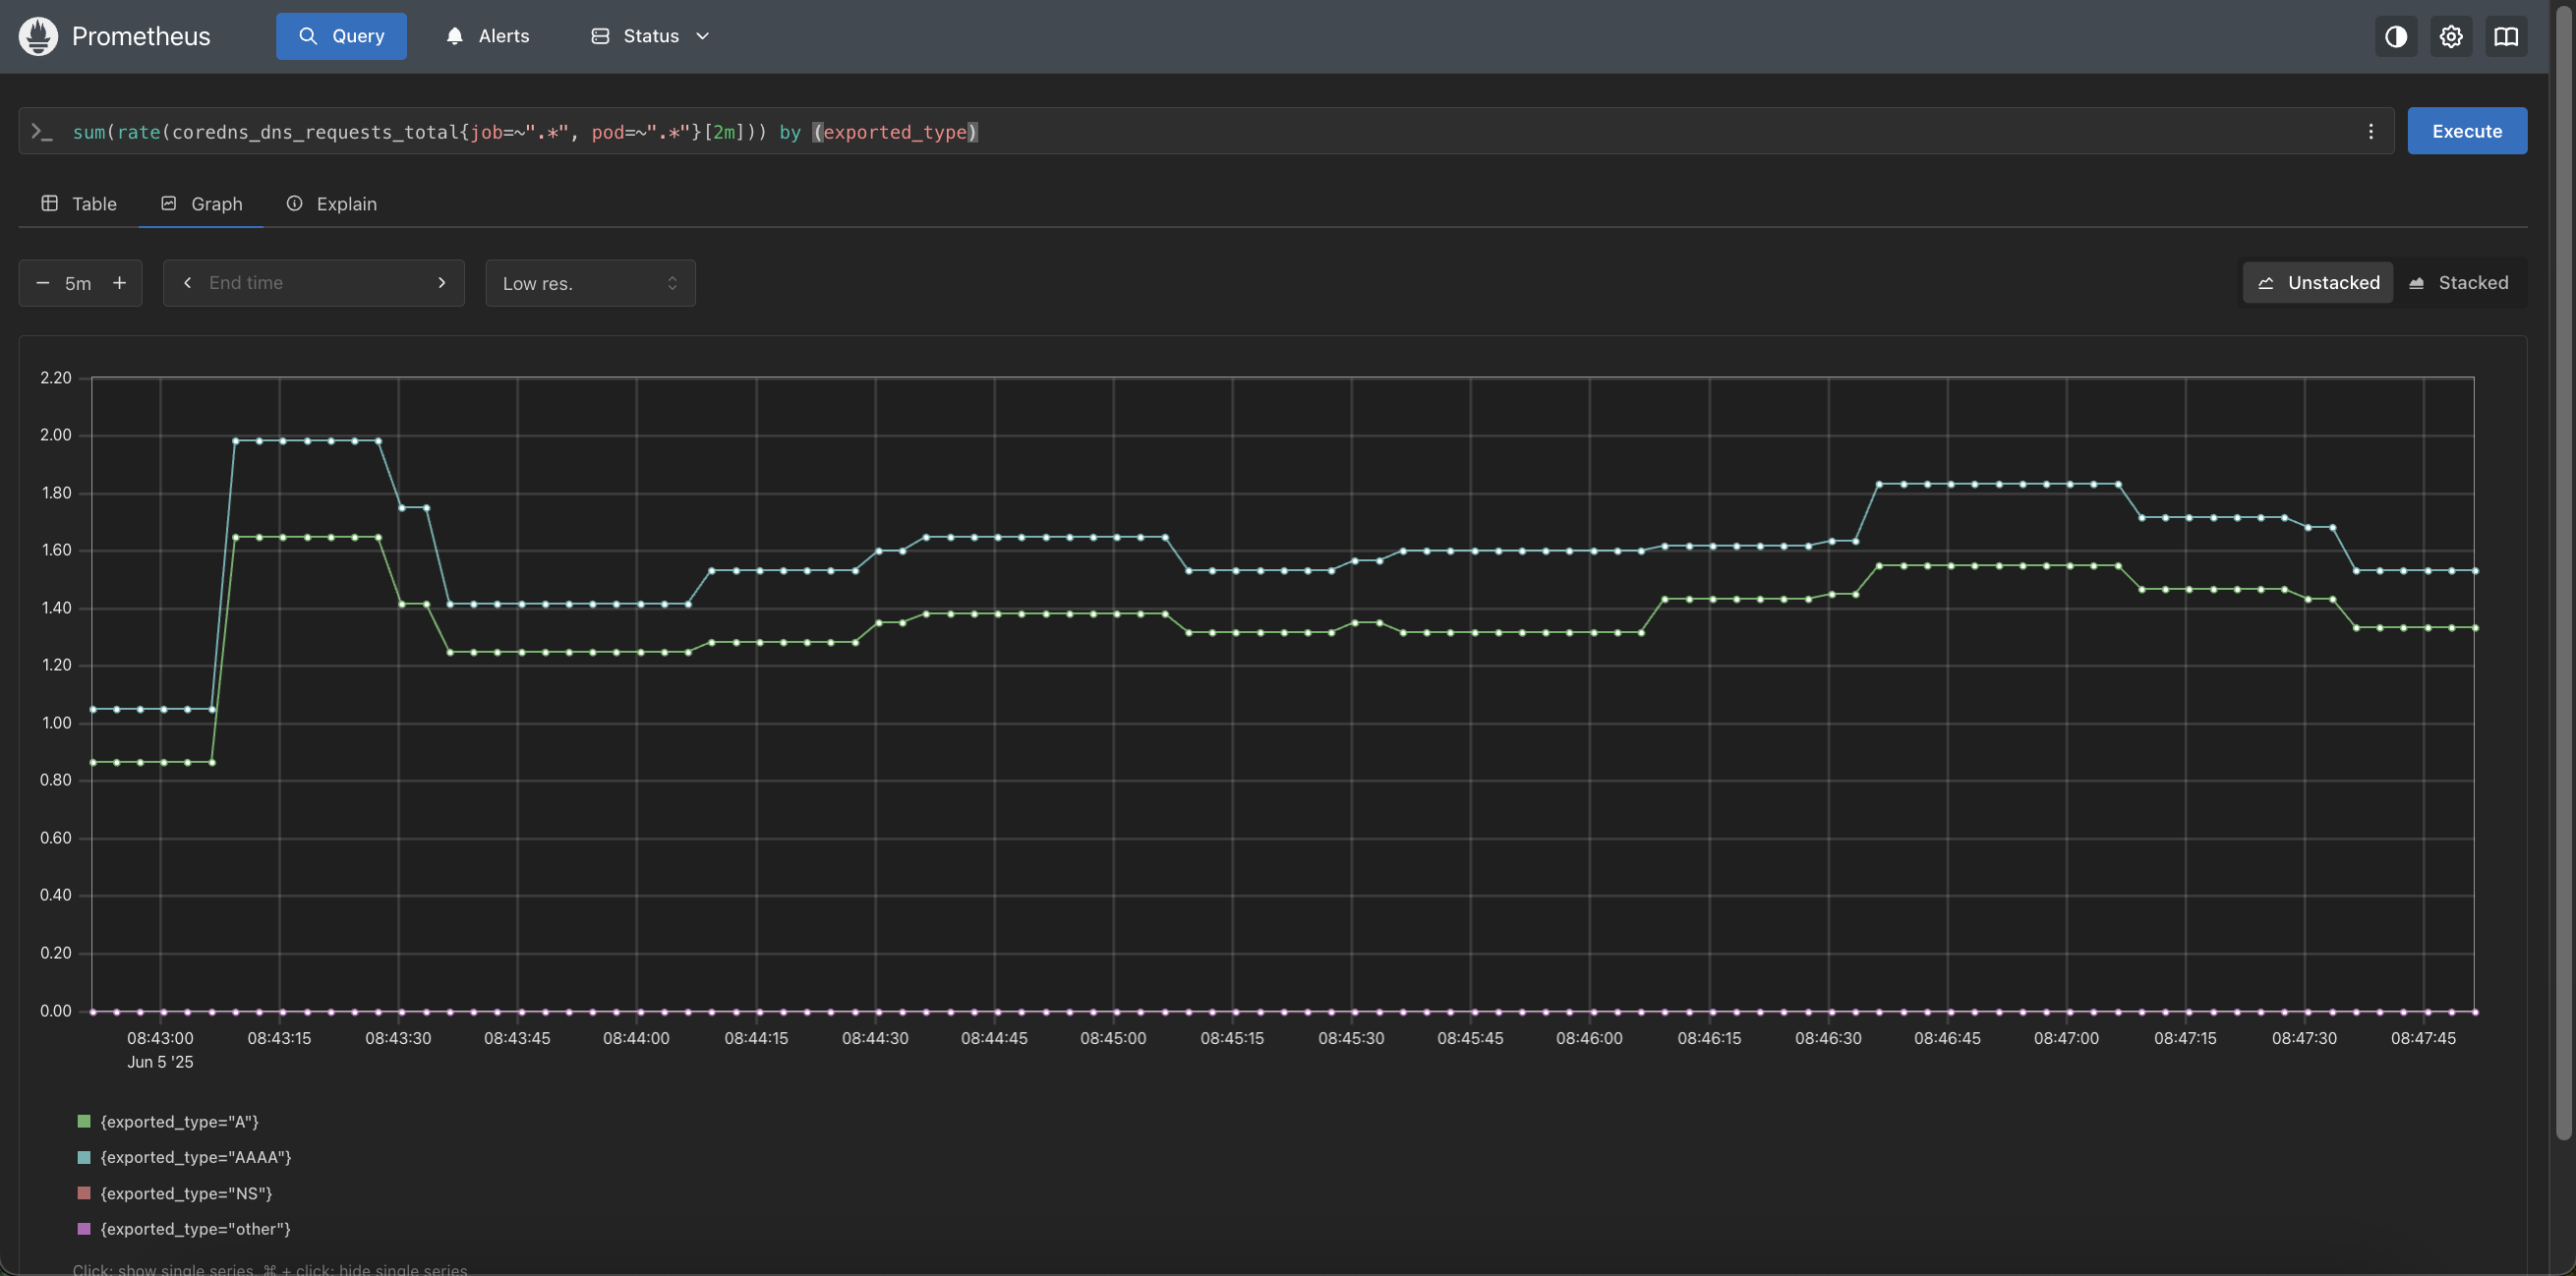 Prometheus Query Alerts Status
>_ sum(rate(coredns_dns_requests_total{job=~".*", pod=~".*"}[2m])) by (exported_type) Execute
Table Graph Explain
5m End time Low res. Unstacked Stacked
2.20
2.00
1.80
1.60
1.40
1.20
1.00
0.80
0.60
0.40
0.20
0.00
08:43:00 08:43:15 08:43:30 08:43:45 08:44:00 08:44:15 08:44:30 08:44:45 08:45:00 08:45:15 08:45:30 08:45:45 08:46:00 08:46:15 08:46:30 08:46:45 08:47:00 08:47:15 08:47:30 08:47:45
Jun 5 '25
{exported_type="A"}
{exported_type="AAAA"}
{exported_type="NS"}
{exported_type="other"}
Click: show single series, ⌘ + click: hide single series